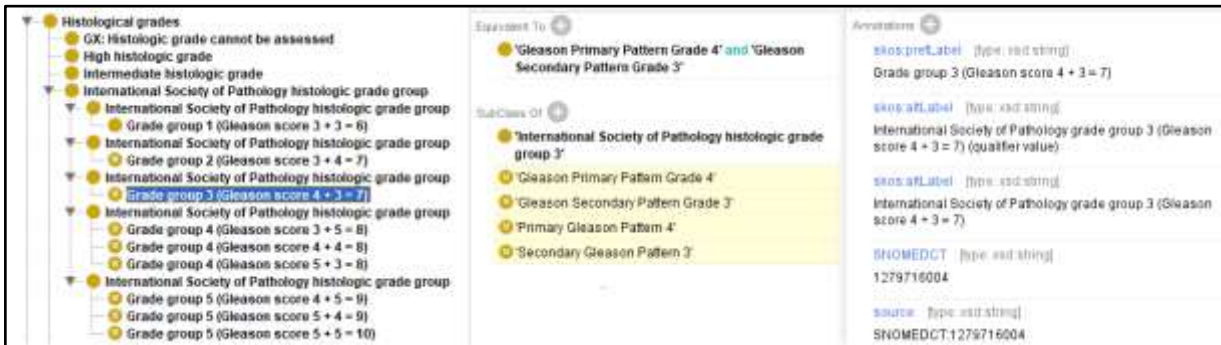 Histological grades
GX: Histologic grade cannot be assessed
High histologic grade
Intermediate histologic grade
International Society of Pathology histologic grade group
International Society of Pathology histologic grade group
Grade group 1 (Gleason score 3 + 3 = 6)
International Society of Pathology histologic grade group
Grade group 2 (Gleason score 3 + 4 = 7)
International Society of Pathology histologic grade group
Grade group 3 (Gleason score 4 + 3 = 7)
International Society of Pathology histologic grade group
Grade group 4 (Gleason score 3 + 5 = 8)
Grade group 4 (Gleason score 4 + 4 = 8)
Grade group 4 (Gleason score 5 + 3 = 8)
International Society of Pathology histologic grade group
Grade group 5 (Gleason score 4 + 5 = 9)
Grade group 5 (Gleason score 5 + 4 = 9)
Grade group 5 (Gleason score 5 + 5 = 10)
Equivalent To
'Gleason Primary Pattern Grade 4' and 'Gleason
Secondary Pattern Grade 3'
SubClass Of
'International Society of Pathology histologic grade
group 3'
'Gleason Primary Pattern Grade 4'
'Gleason Secondary Pattern Grade 3'
'Primary Gleason Pattern 4'
'Secondary Gleason Pattern 3'
Annotations
skos:prefLabel [type: xsd:string]
Grade group 3 (Gleason score 4 + 3 = 7)
skos:altLabel [type: xsd:string]
International Society of Pathology grade group 3 (Gleason
score 4 + 3 = 7) (qualifier value)
skos:altLabel [type: xsd:string]
International Society of Pathology grade group 3 (Gleason
score 4 + 3 = 7)
SNOMEDCT [type: xsd:string]
1279716004
source [type: xsd:string]
SNOMEDCT:1279716004